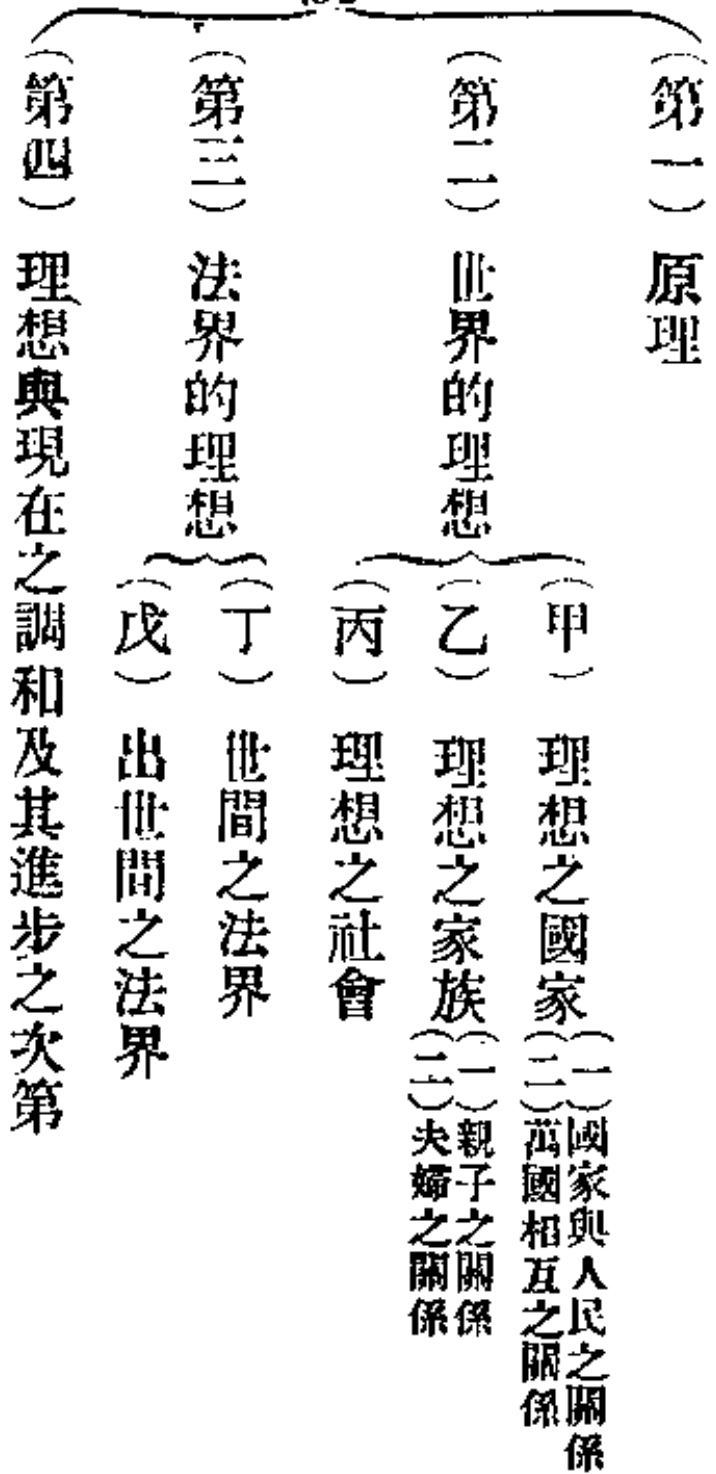 (第一) 原理
(第二) 世界的理想
(甲) 理想之國家
(一)國家與人民之關係
(二)萬國相互之關係
(乙) 理想之家族
(一)親子之關係
(二)夫婦之關係
(丙) 理想之社會
(第三) 法界的理想
(丁) 世間之法界
(戊) 出世間之法界
(第四) 理想與現在之調和及其進步之次第